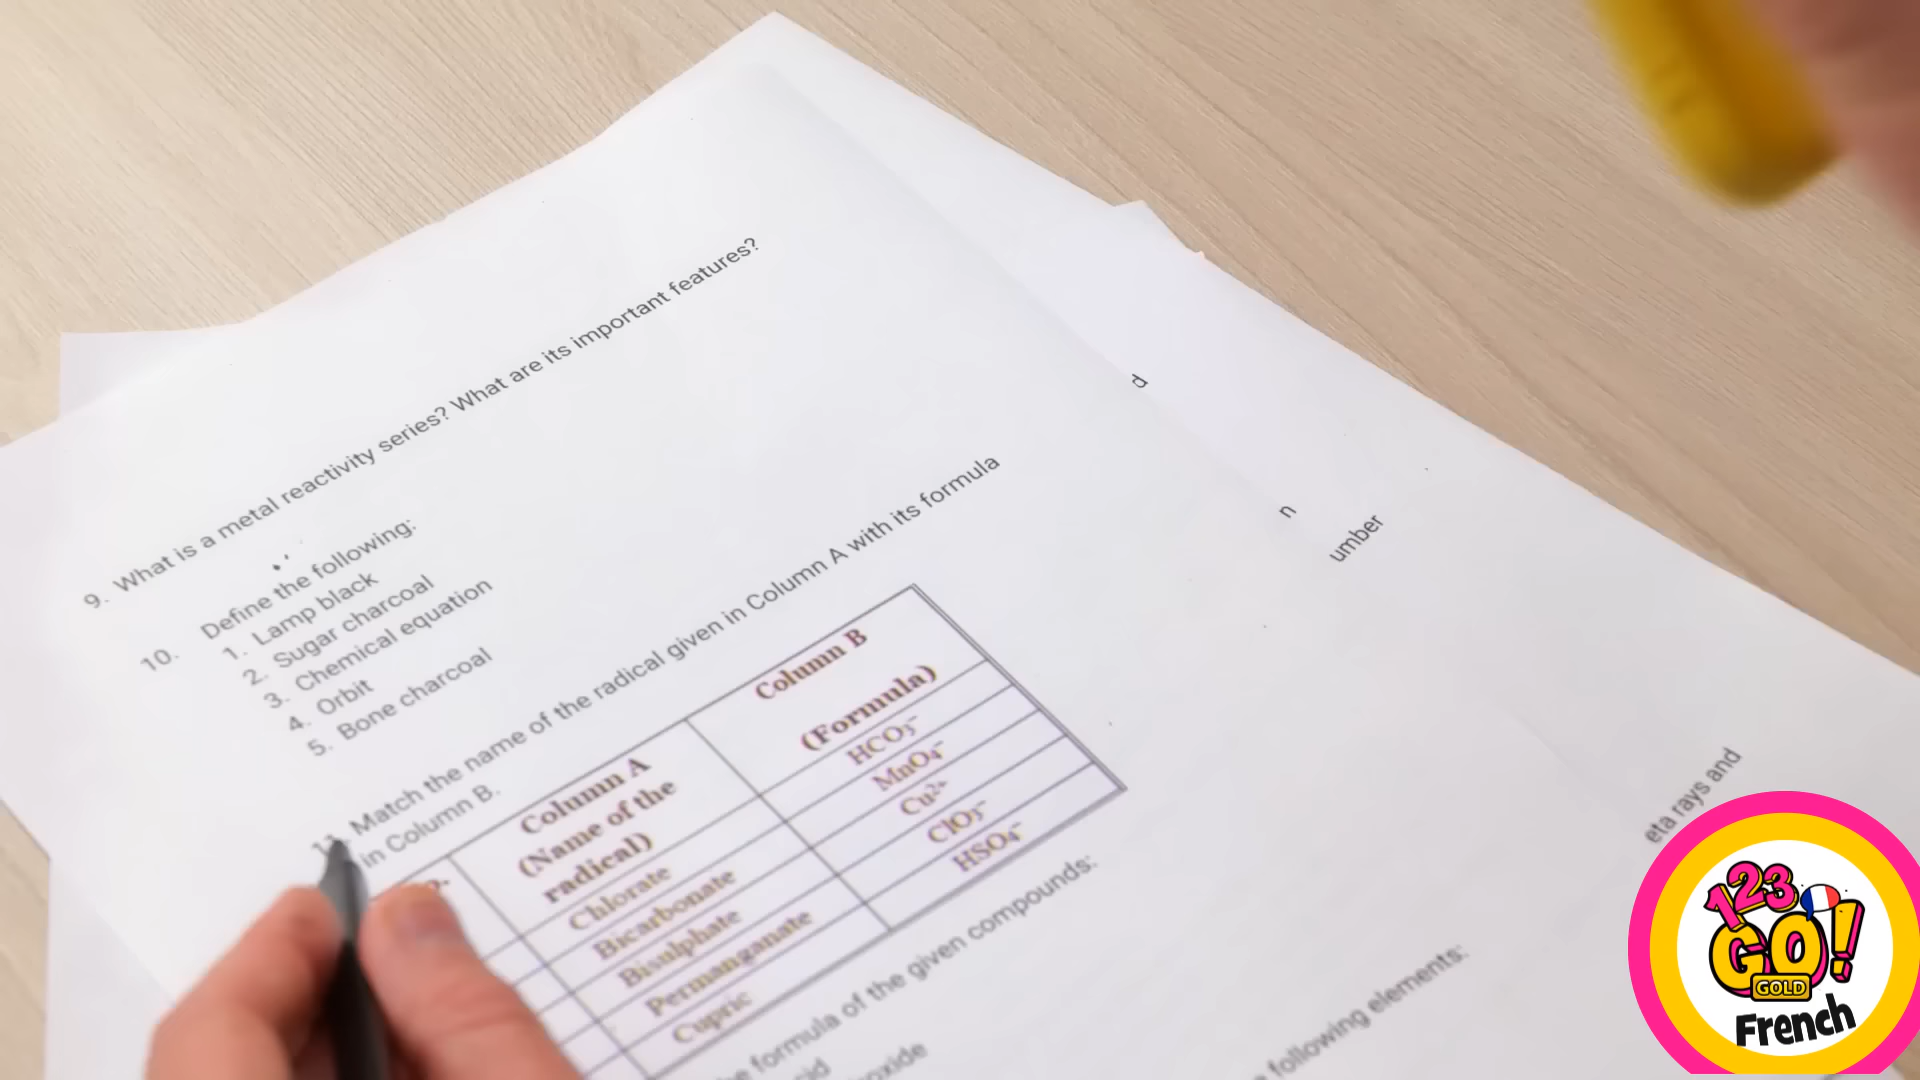 9. What is a metal reactivity series? What are its important features?
10. Define the following:
1. Lamp black
2. Sugar charcoal
3. Chemical equation
4. Orbit
5. Bone charcoal
11. Match the name of the radical given in Column A with its formula
in Column B.
Column A
(Name of the
radical)
Column B
(Formula)
Chlorate
HCO₃⁻
Bicarbonate
MnO₄⁻
Bisulphate
Cu²⁺
Permanganate
ClO₃⁻
Cupric
HSO₄⁻
formula of the given compounds:
following elements:
d
n
umber
eta rays and
123
GO!
GOLD
French